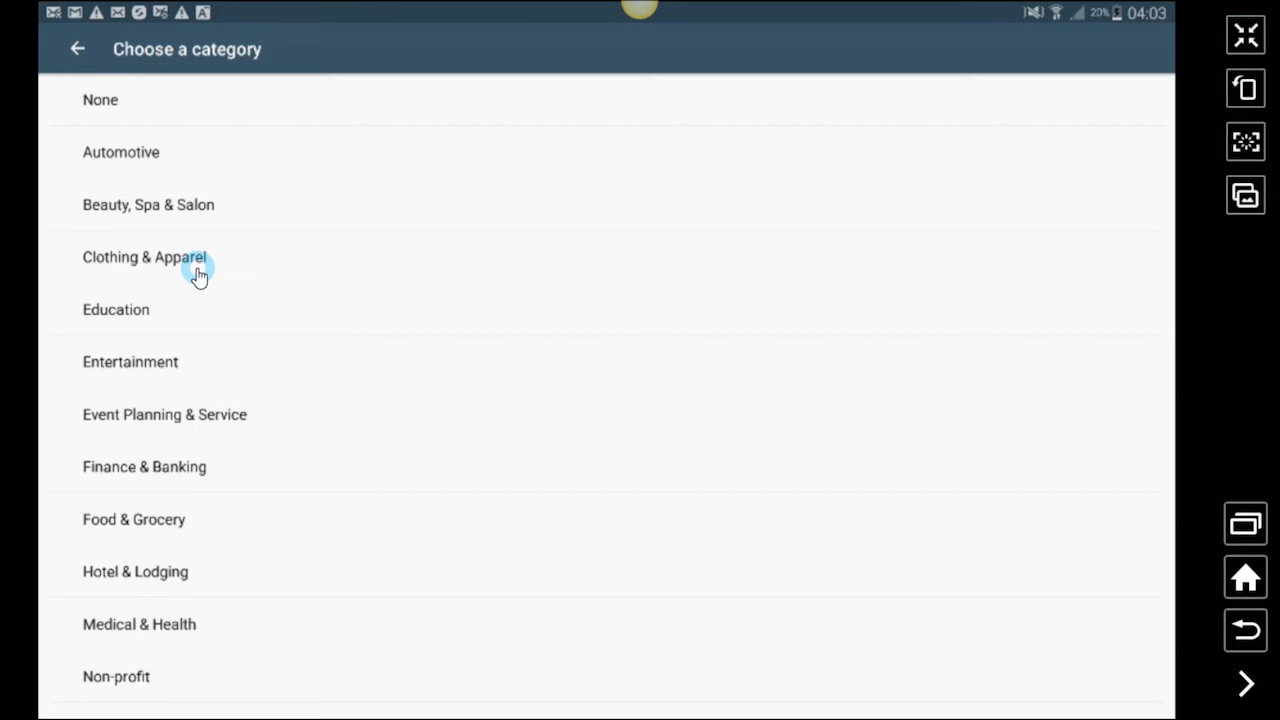 20% 04:03
Choose a category
None
Automotive
Beauty, Spa & Salon
Clothing & Apparel
Education
Entertainment
Event Planning & Service
Finance & Banking
Food & Grocery
Hotel & Lodging
Medical & Health
Non-profit